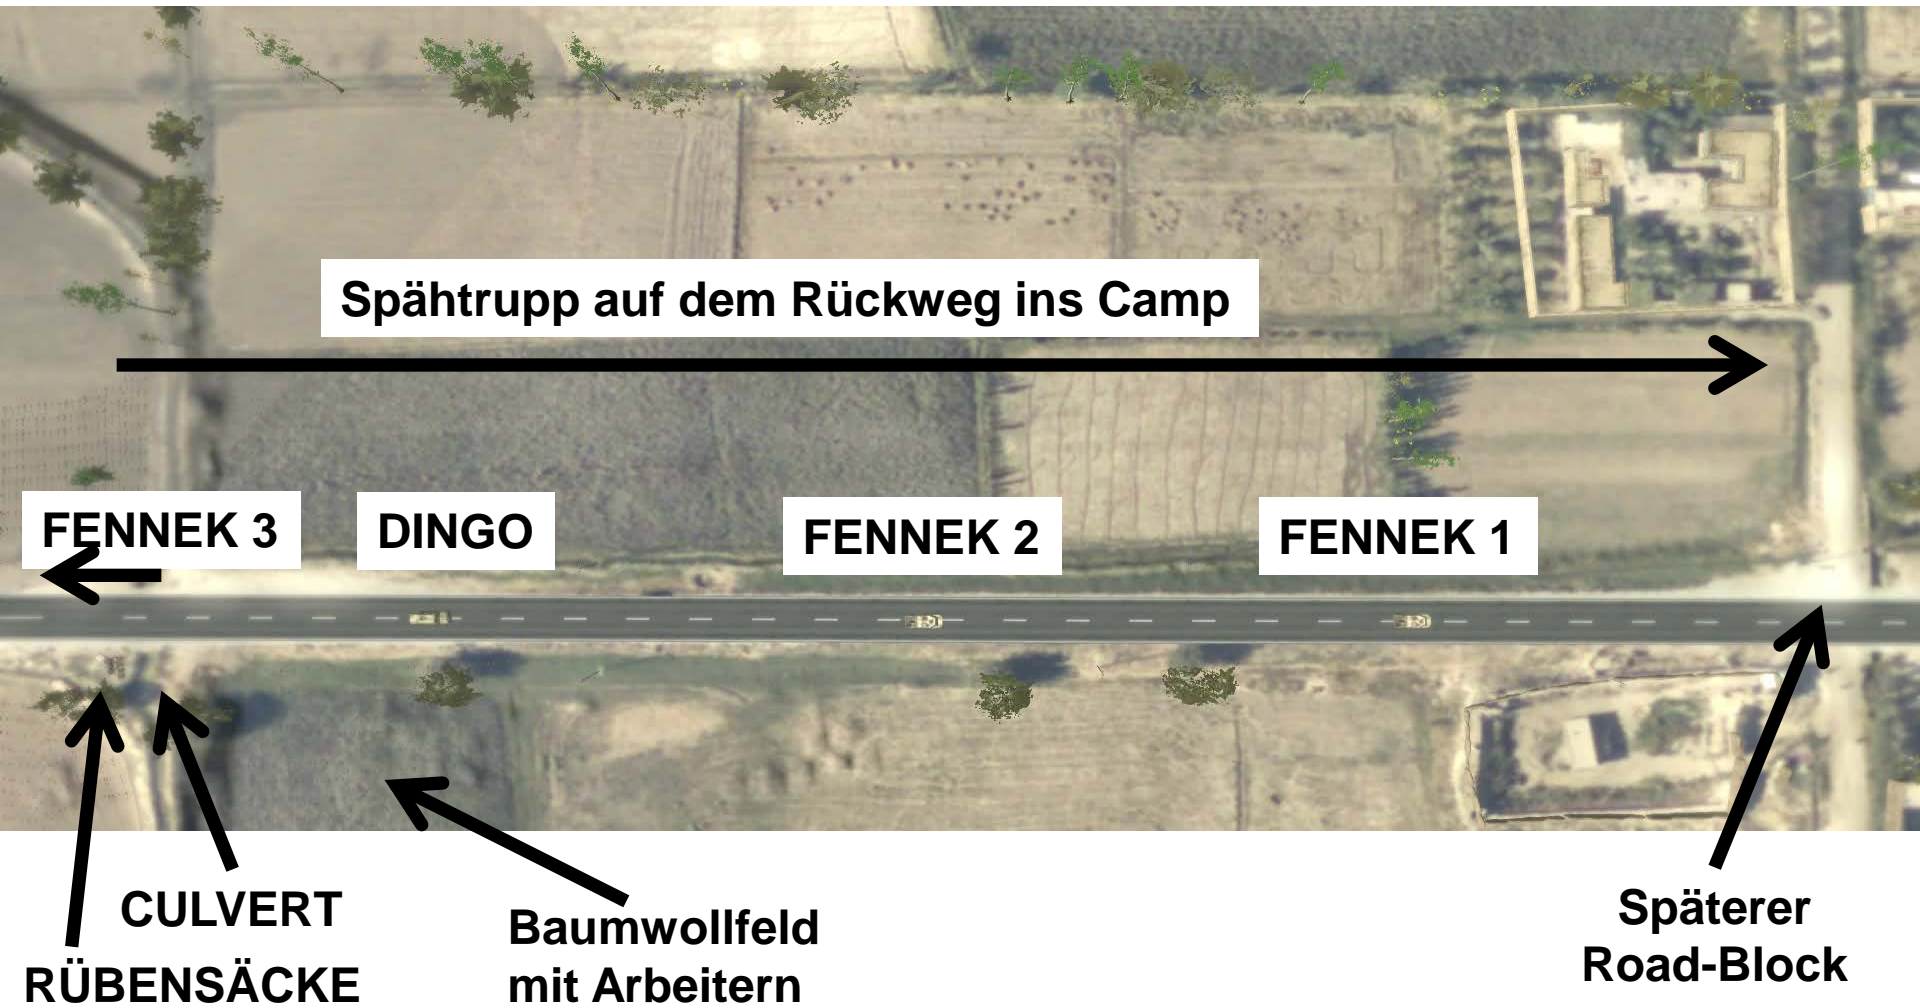 Spähtrupp auf dem Rückweg ins Camp
FENNEK 3
DINGO
FENNEK 2
FENNEK 1
CULVERT
RÜBENSÄCKE
Baumwollfeld
mit Arbeitern
Späterer
Road-Block